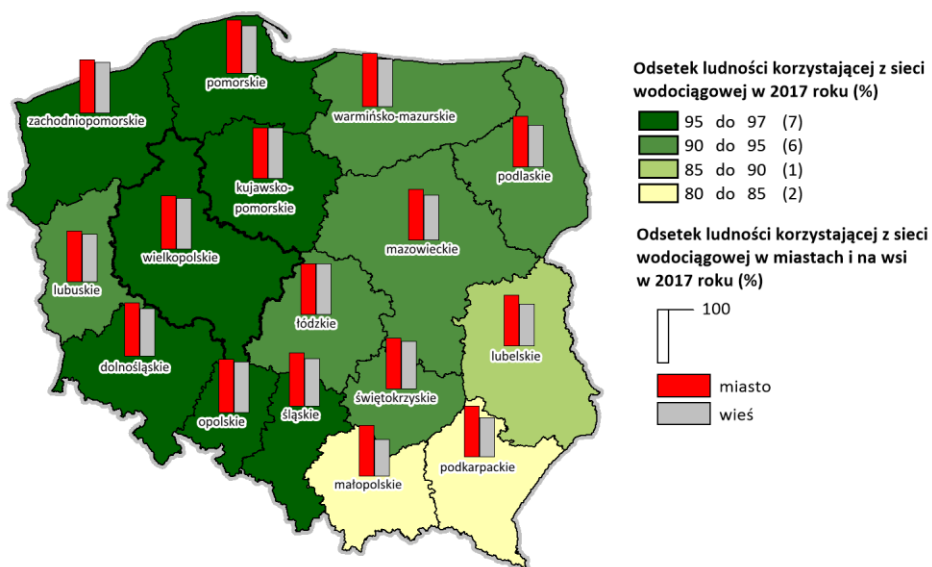 pomorskie
zachodniopomorskie
warmińsko-mazurskie
podlaskie
kujawsko-
pomorskie
mazowieckie
wielkopolskie
lubuskie
łódzkie
dolnośląskie
lubelskie
świętokrzyskie
opolskie
śląskie
podkarpackie
małopolskie
Odsetek ludności korzystającej z sieci
wodociągowej w 2017 roku (%)
95 do 97 (7)
90 do 95 (6)
85 do 90 (1)
80 do 85 (2)
Odsetek ludności korzystającej z sieci
wodociągowej w miastach i na wsi
w 2017 roku (%)
100
miasto
wieś